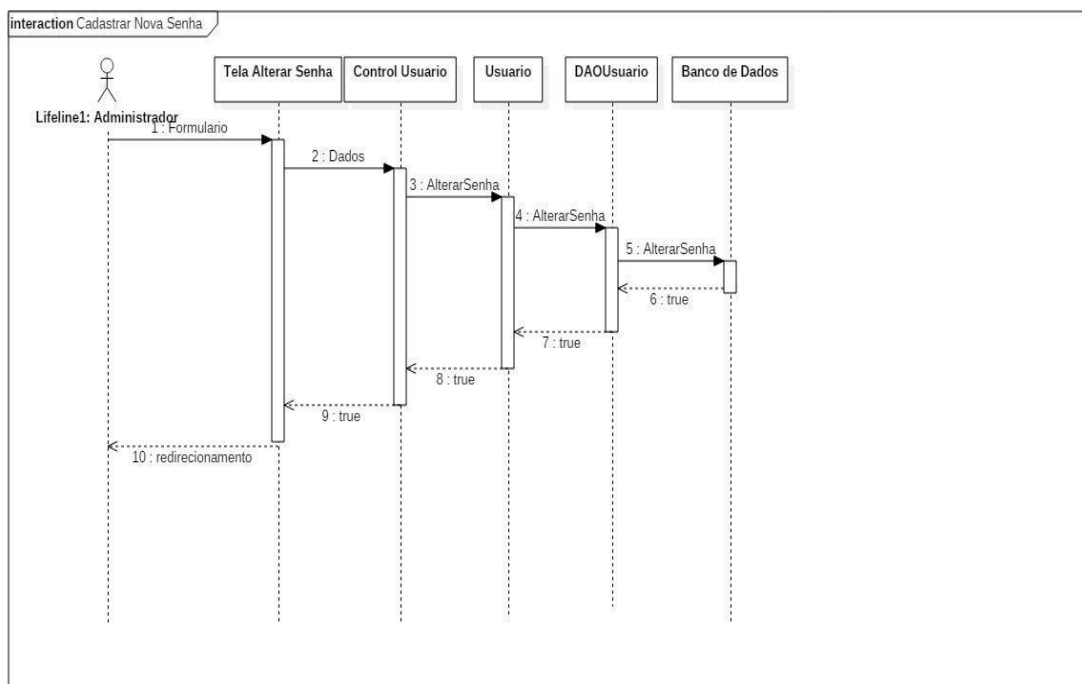 interaction Cadastrar Nova Senha
Tela Alterar Senha
Control Usuario
Usuario
DAOUsuario
Banco de Dados
Lifeline1: Administrador
1 : Formulario
2 : Dados
3 : AlterarSenha
4 : AlterarSenha
5 : AlterarSenha
6 : true
7 : true
8 : true
9 : true
10 : redirecionamento